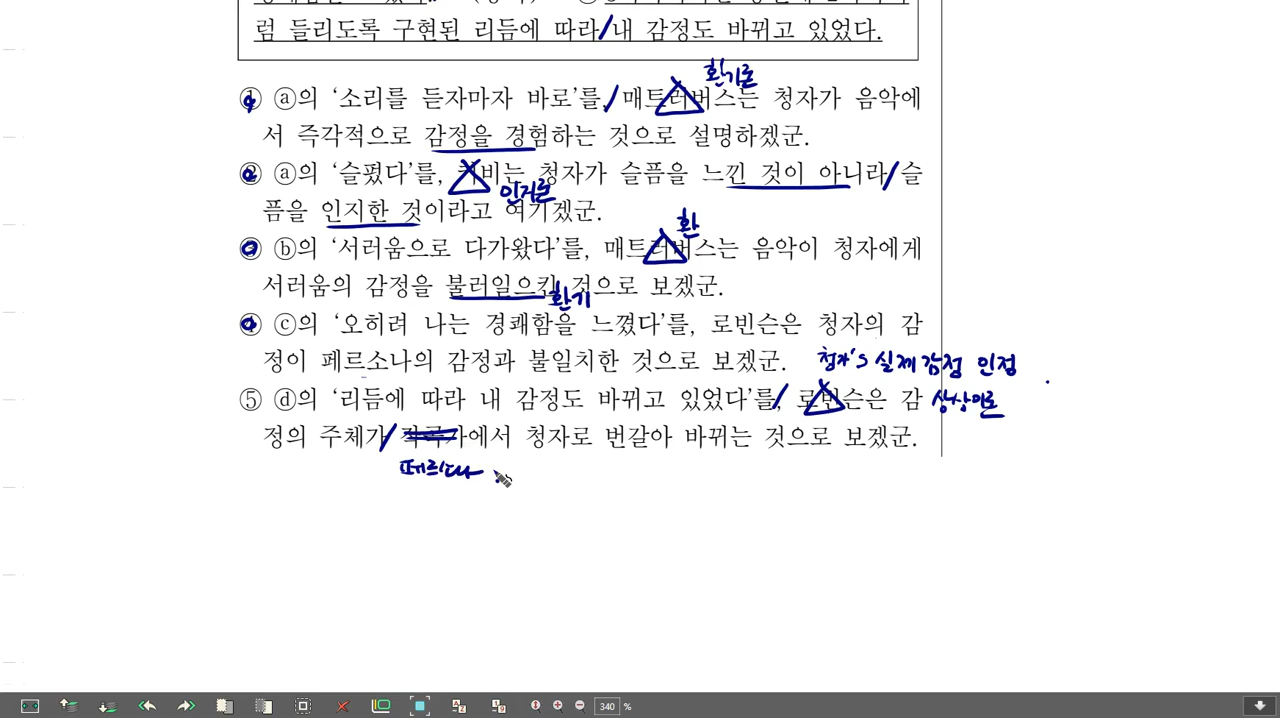 럼 들리도록 구현된 리듬에 따라/내 감정도 바뀌고 있었다.
환기론
① ⓐ의 ‘소리를 듣자마자 바로’를,/매트러버스는 청자가 음악에
서 즉각적으로 감정을 경험하는 것으로 설명하겠군.
② ⓐ의 ‘슬펐다’를, 키비는 청자가 슬픔을 느낀 것이 아니라/슬
인지론
픔을 인지한 것이라고 여기겠군.
환
③ ⓑ의 ‘서러움으로 다가왔다’를, 매트러버스는 음악이 청자에게
서러움의 감정을 불러일으킨 것으로 보겠군.
환기
④ ⓒ의 ‘오히려 나는 경쾌함을 느꼈다’를, 로빈슨은 청자의 감
정이 페르소나의 감정과 불일치한 것으로 보겠군. 청자's 실제 감정 인정
⑤ ⓓ의 ‘리듬에 따라 내 감정도 바뀌고 있었다’를,/로빈슨은 감 상상이론
정의 주체가/작곡가에서 청자로 번갈아 바뀌는 것으로 보겠군.
340 %